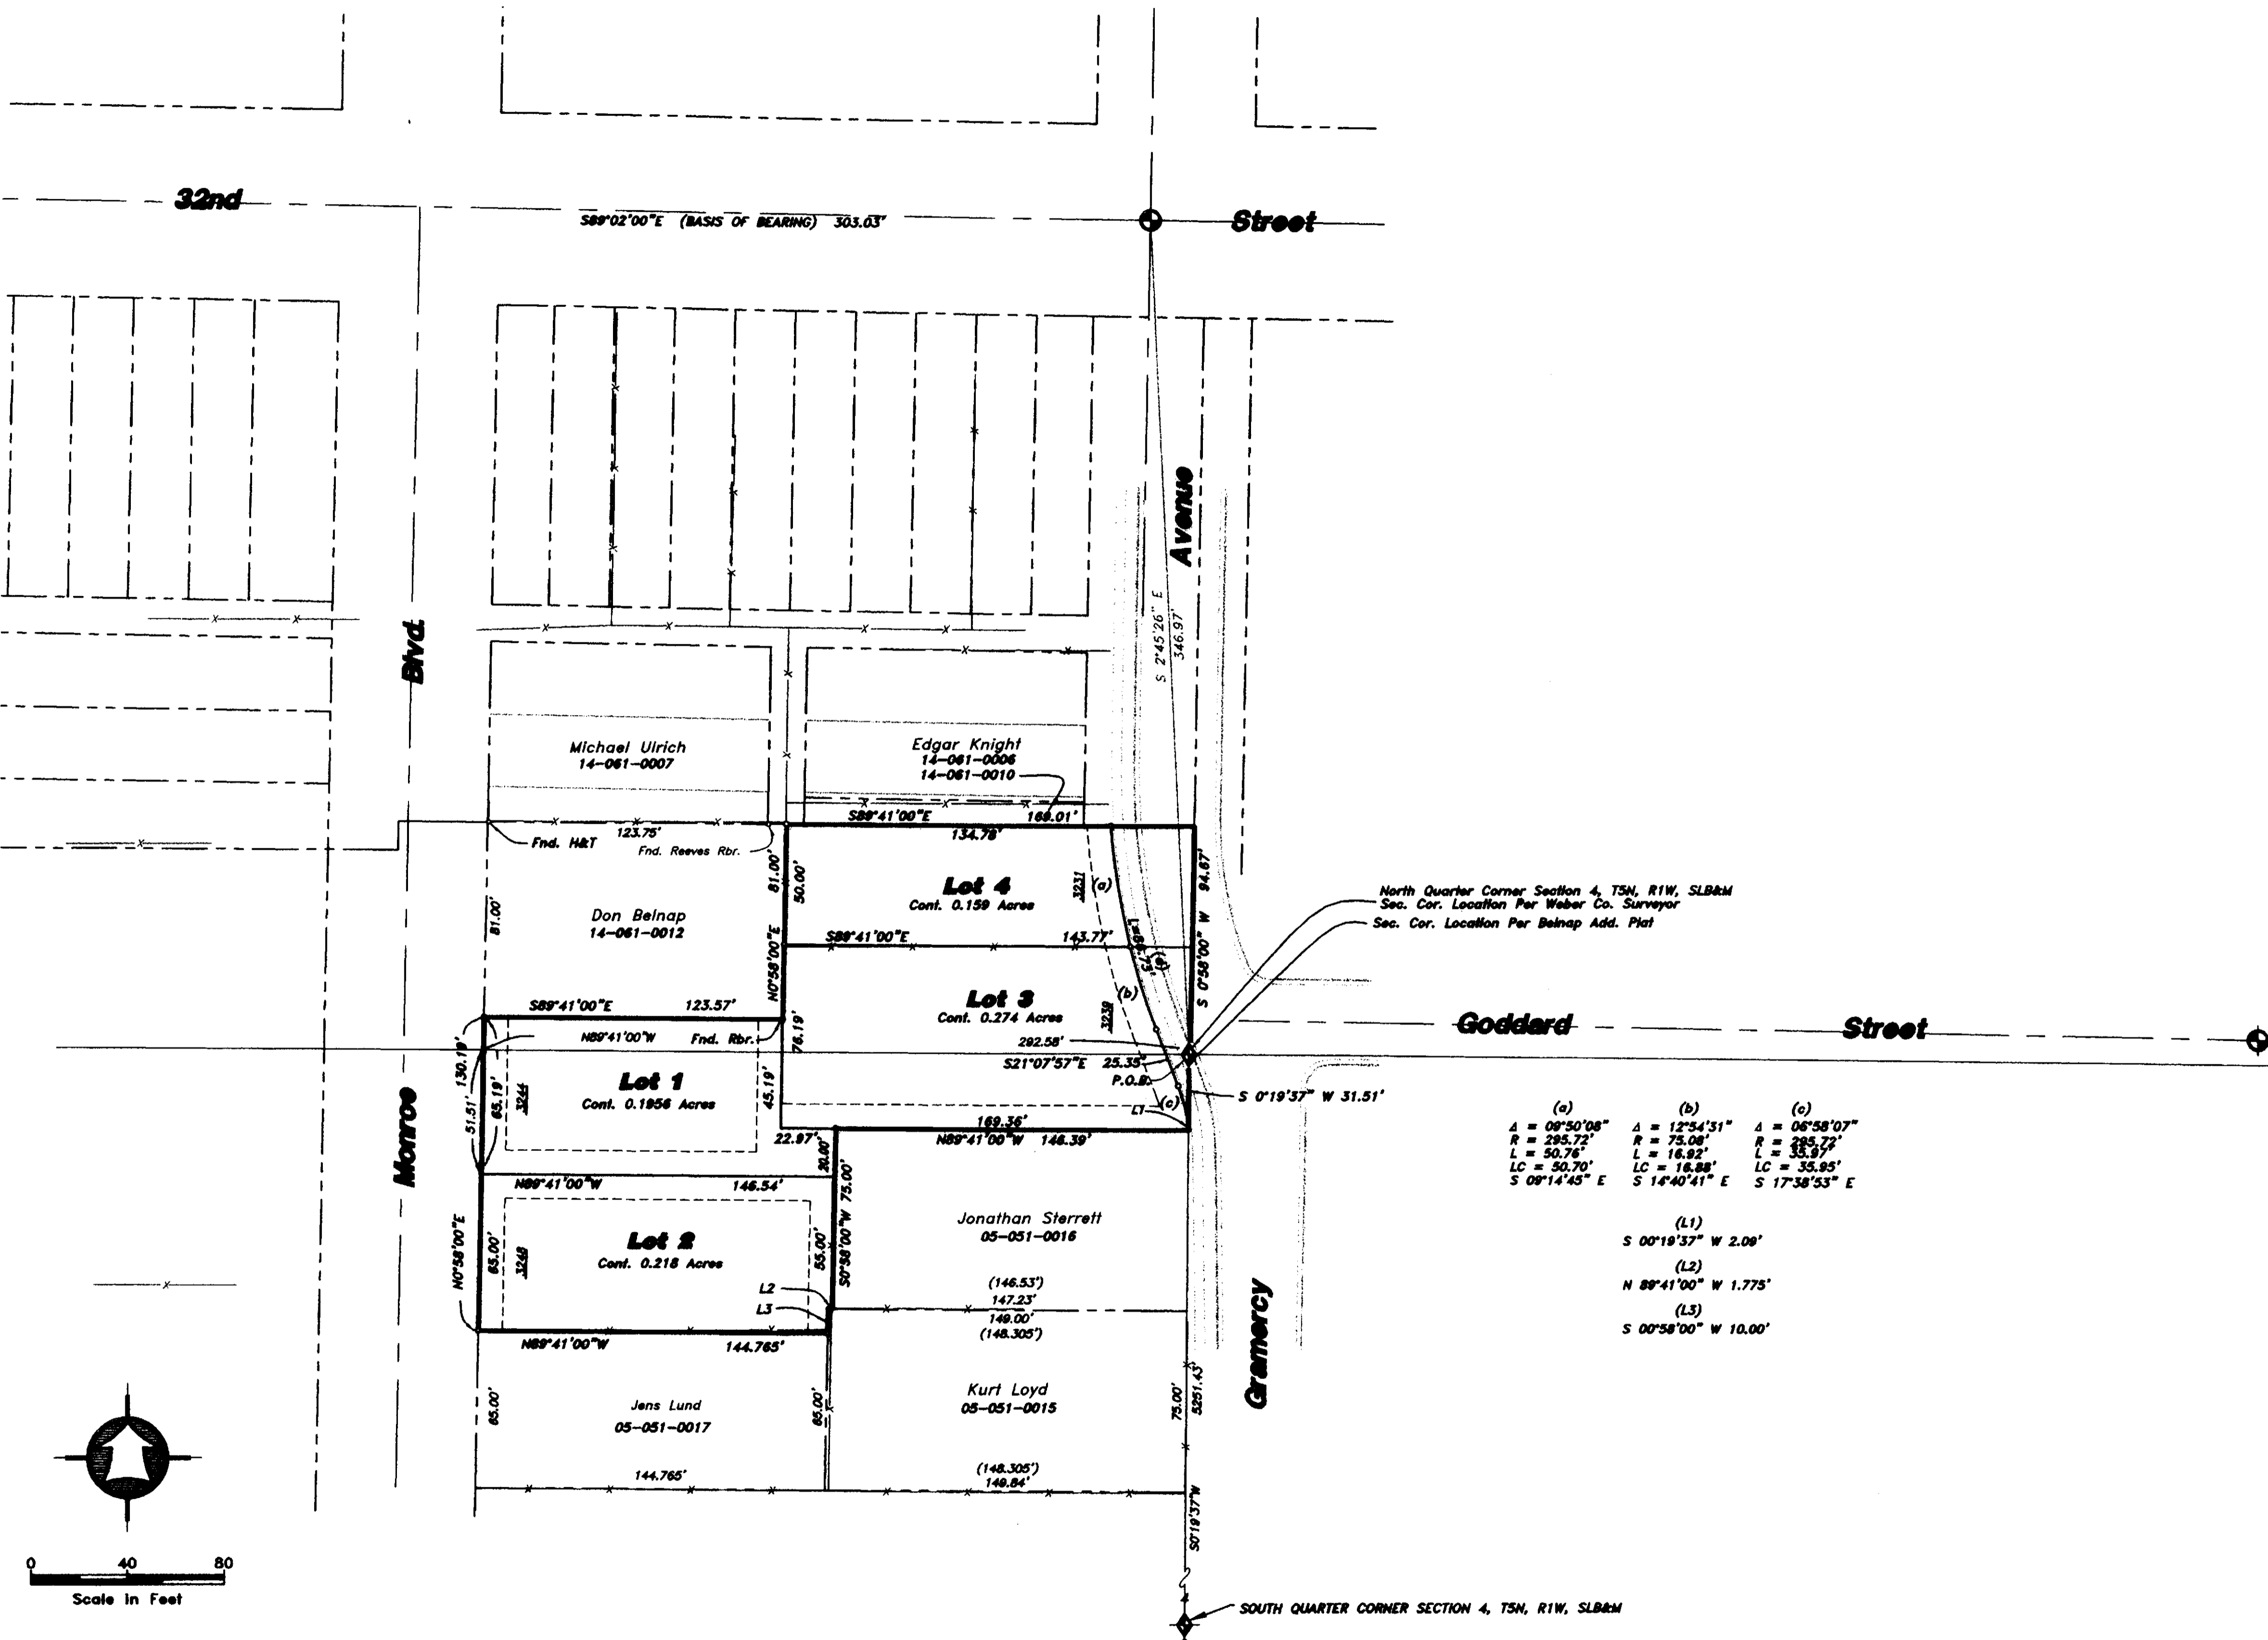 32nd
Street
S89°02'00"E (BASIS OF BEARING) 303.03'
Avenue
S 2°45'26" E
346.97'
Blvd.
Michael Ulrich
14-061-0007
Edgar Knight
14-061-0006
14-061-0010
S89°41'00"E
169.01'
134.78'
123.75'
Fnd. H&T
Fnd. Reeves Rbr.
81.00'
50.00'
Lot 4
Cont. 0.159 Acres
3231
(a)
S 0°58'00" W 94.67'
North Quarter Corner Section 4, T5N, R1W, SLB&M
Sec. Cor. Location Per Weber Co. Surveyor
Sec. Cor. Location Per Belnap Add. Plat
Don Belnap
14-061-0012
81.00'
N0°58'00"E
S89°41'00"E
143.77'
(b)
Lot 3
Cont. 0.274 Acres
3239
S89°41'00"E
123.57'
N89°41'00"W
Fnd. Rbr.
76.19'
292.58'
S21°07'57"E
25.35'
P.O.B.
Goddard
Street
130.19'
51.51'
65.19'
3244
Lot 1
Cont. 0.1956 Acres
45.19'
(c)
L1
S 0°19'37" W 31.51'
22.97'
169.36'
N89°41'00"W
146.39'
20.00'
Monroe
N89°41'00"W
146.54'
S0°58'00"W 75.00'
N0°58'00"E
65.00'
3248
Lot 2
Cont. 0.218 Acres
55.00'
Jonathan Sterrett
05-051-0016
L2
L3
(146.53')
147.23'
149.00'
(148.305')
N89°41'00"W
144.765'
(a)
Δ = 09°50'08"
R = 295.72'
L = 50.76'
LC = 50.70'
S 09°14'45" E
(b)
Δ = 12°54'31"
R = 75.08'
L = 16.92'
LC = 16.88'
S 14°40'41" E
(c)
Δ = 06°58'07"
R = 295.72'
L = 35.97'
LC = 35.95'
S 17°38'53" E
(L1)
S 00°19'37" W 2.09'
(L2)
N 89°41'00" W 1.775'
(L3)
S 00°58'00" W 10.00'
Gramercy
65.00'
Jens Lund
05-051-0017
65.00'
Kurt Loyd
05-051-0015
75.00'
5251.43'
144.765'
(148.305')
149.84'
S0°19'37"W
0 40 80
Scale in Feet
4
SOUTH QUARTER CORNER SECTION 4, T5N, R1W, SLB&M